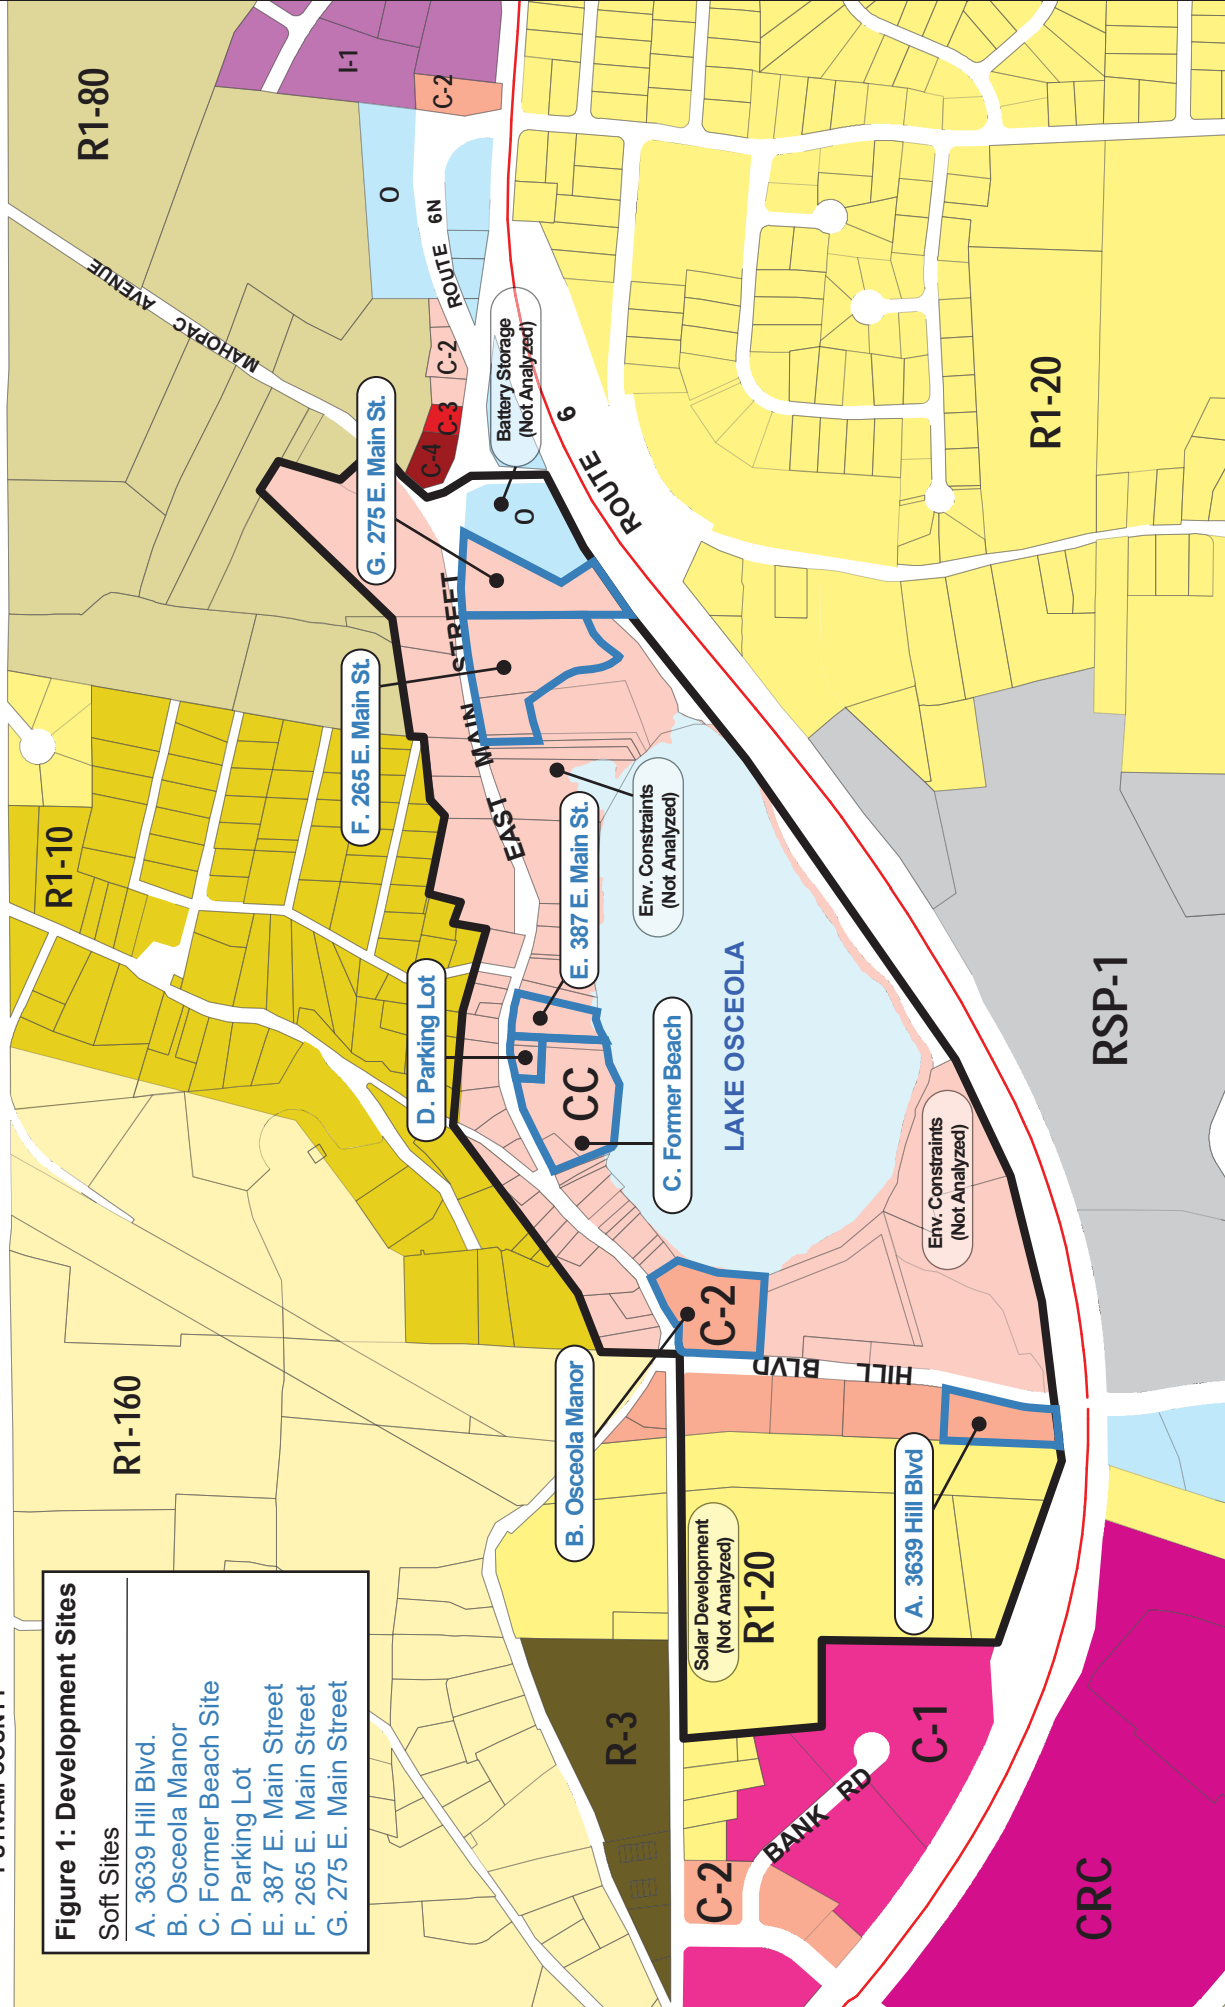 Figure 1: Development Sites
Soft Sites
A. 3639 Hill Blvd.
B. Osceola Manor
C. Former Beach Site
D. Parking Lot
E. 387 E. Main Street
F. 265 E. Main Street
G. 275 E. Main Street
R1-160
R1-10
R1-80
MAHOPAC AVENUE
I-1
C-2
O
ROUTE 6N
C-2
C-3
C-4
G. 275 E. Main St.
Battery Storage
(Not Analyzed)
O
ROUTE 6
F. 265 E. Main St.
EAST MAIN STREET
E. 387 E. Main St.
Env. Constraints
(Not Analyzed)
D. Parking Lot
CC
C. Former Beach
LAKE OSCEOLA
Env. Constraints
(Not Analyzed)
B. Osceola Manor
C-2
HILL BLVD
A. 3639 Hill Blvd
Solar Development
(Not Analyzed)
R1-20
R-3
C-1
BANK RD
C-2
CRC
RSP-1
R1-20